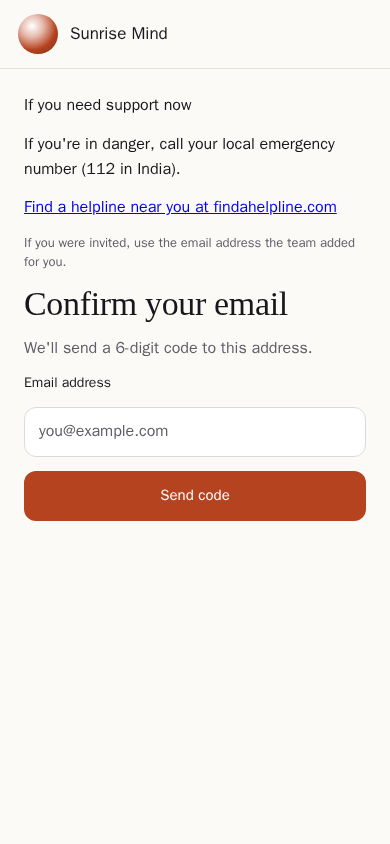 Sunrise Mind
If you need support now
If you're in danger, call your local emergency
number (112 in India).
Find a helpline near you at findahelpline.com
If you were invited, use the email address the team added
for you.
Confirm your email
We'll send a 6-digit code to this address.
Email address
you@example.com
Send code